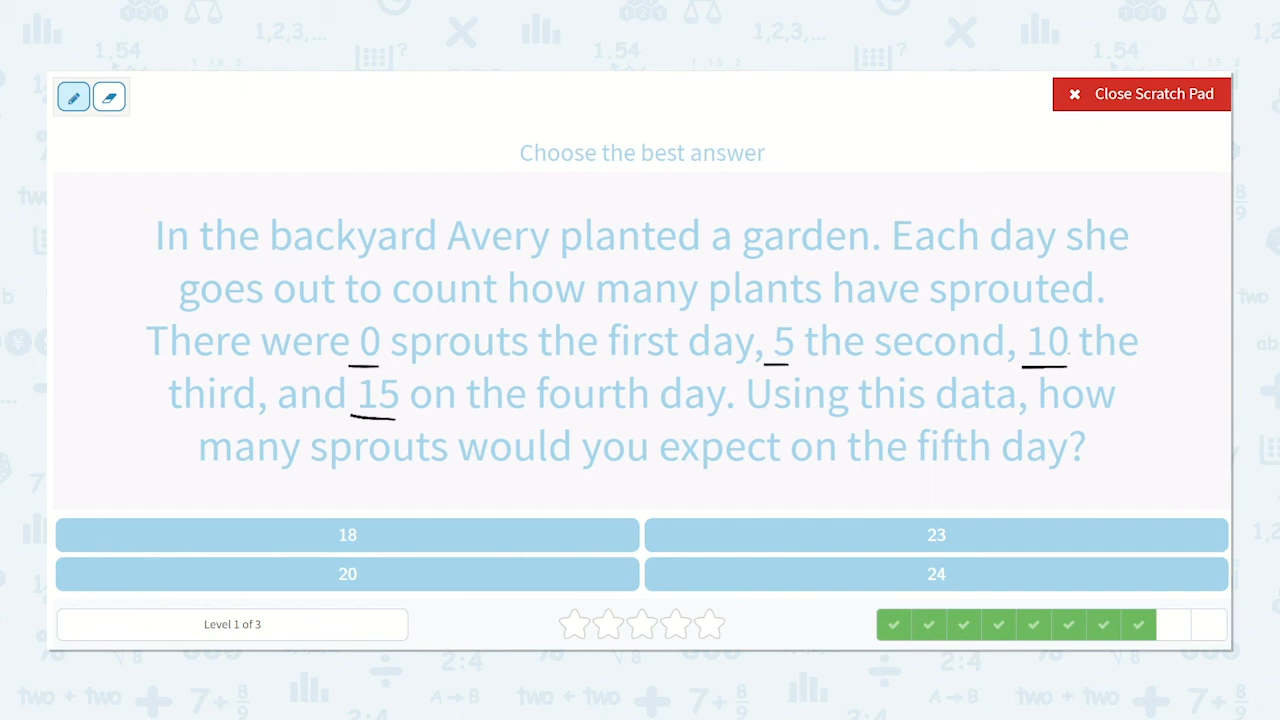 Close Scratch Pad
Choose the best answer
In the backyard Avery planted a garden. Each day she
goes out to count how many plants have sprouted.
There were 0 sprouts the first day, 5 the second, 10 the
third, and 15 on the fourth day. Using this data, how
many sprouts would you expect on the fifth day?
18
23
20
24
Level 1 of 3